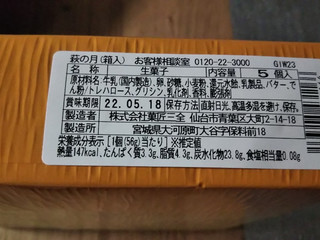 萩の月(箱入) お客様相談室 0120-22-3000 GIW23
名称 生菓子 内容量 5個入
原材料名 牛乳(国内製造)、卵、砂糖、小麦粉、還元水飴、乳製品、バター、で
ん粉/トレハロース、グリシン、乳化剤、香料、膨張剤
賞味期限 22.05.18 保存方法 直射日光、高温多湿を避け、保存。
製造者 株式会社菓匠三全 仙台市青葉区大町2-14-18
製造所 宮城県大河原町大谷字保料前18
栄養成分表示 [1個(56g)当たり] ※推定値
熱量147kcal、たんぱく質3.3g、脂質4.3g、炭水化物23.8g、食塩相当量0.08g